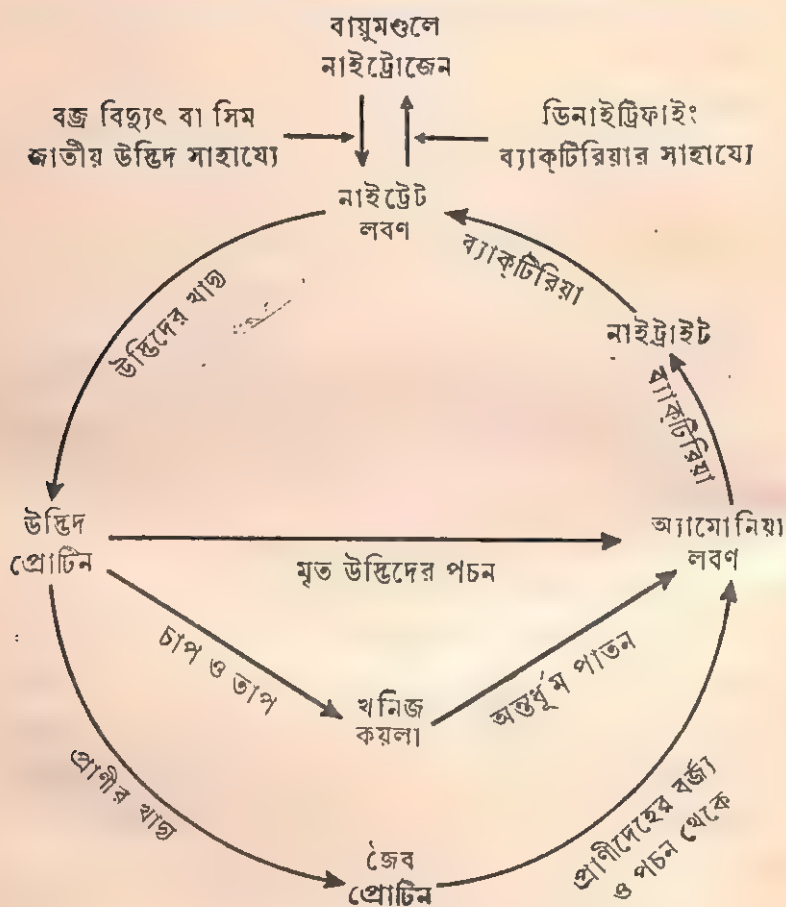 বায়ুমণ্ডলে
নাইট্রোজেন
বজ্র বিদ্যুৎ বা সিম
জাতীয় উদ্ভিদ সাহায্যে
ডিনাইট্রিফাইং
ব্যাক্‌টিরিয়ার সাহায্যে
নাইট্রেট
লবণ
ব্যাক্‌টিরিয়া
উদ্ভিদের খাদ্য
নাইট্রাইট
ব্যাক্‌টিরিয়া
উদ্ভিদ
প্রোটিন
অ্যামোনিয়া
লবণ
মৃত উদ্ভিদের পচন
চাপ ও তাপ
খনিজ
কয়লা
অন্তর্ধূম পাতন
প্রাণীর খাদ্য
জৈব
প্রোটিন
প্রাণীদেহের বর্জ্য
ও পচন থেকে